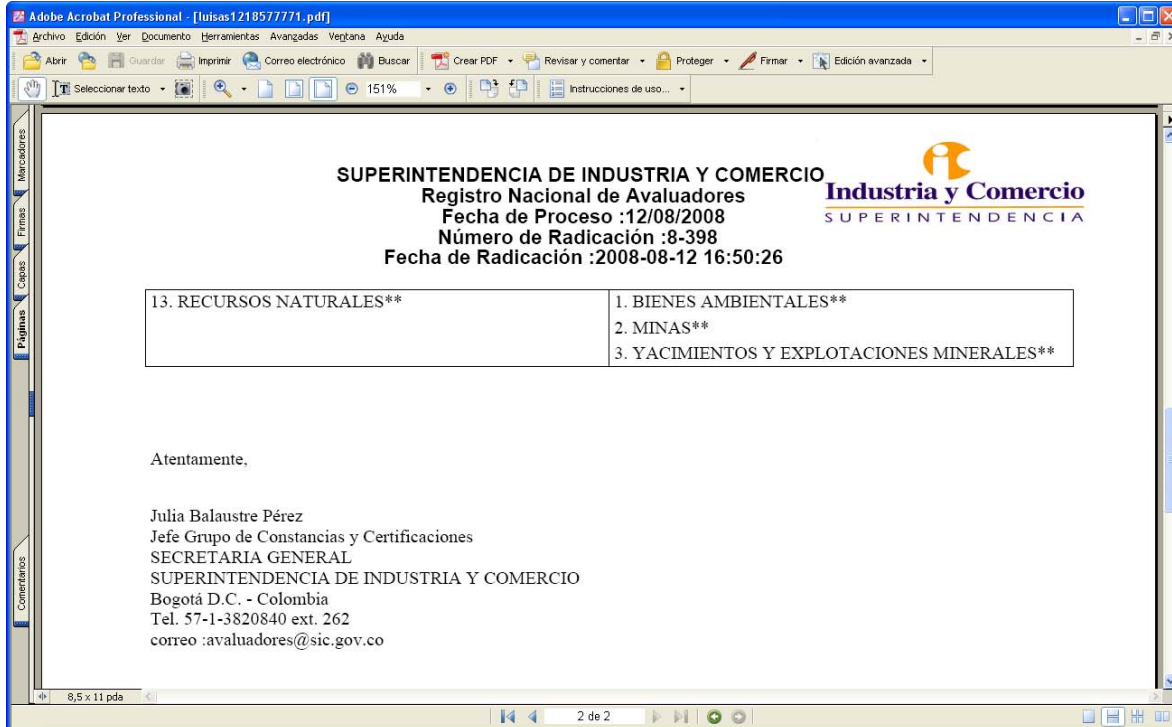 Adobe Acrobat Professional - [luisas1218577771.pdf]
Archivo Edición Ver Documento Herramientas Avanzadas Ventana Ayuda
Abrir Guardar Imprimir Correo electrónico Buscar Crear PDF Revisar y comentar Proteger Firmar Edición avanzada
Seleccionar texto 151% Instrucciones de uso...
Marcadores
Firmas
Capas
Páginas
Comentarios
SUPERINTENDENCIA DE INDUSTRIA Y COMERCIO
Registro Nacional de Avaluadores
Fecha de Proceso :12/08/2008
Número de Radicación :8-398
Fecha de Radicación :2008-08-12 16:50:26
ic
Industria y Comercio
SUPERINTENDENCIA
13. RECURSOS NATURALES**
1. BIENES AMBIENTALES**
2. MINAS**
3. YACIMIENTOS Y EXPLOTACIONES MINERALES**
Atentamente,
Julia Balaustre Pérez
Jefe Grupo de Constancias y Certificaciones
SECRETARIA GENERAL
SUPERINTENDENCIA DE INDUSTRIA Y COMERCIO
Bogotá D.C. - Colombia
Tel. 57-1-3820840 ext. 262
correo :avaluadores@sic.gov.co
8,5 x 11 pda
2 de 2